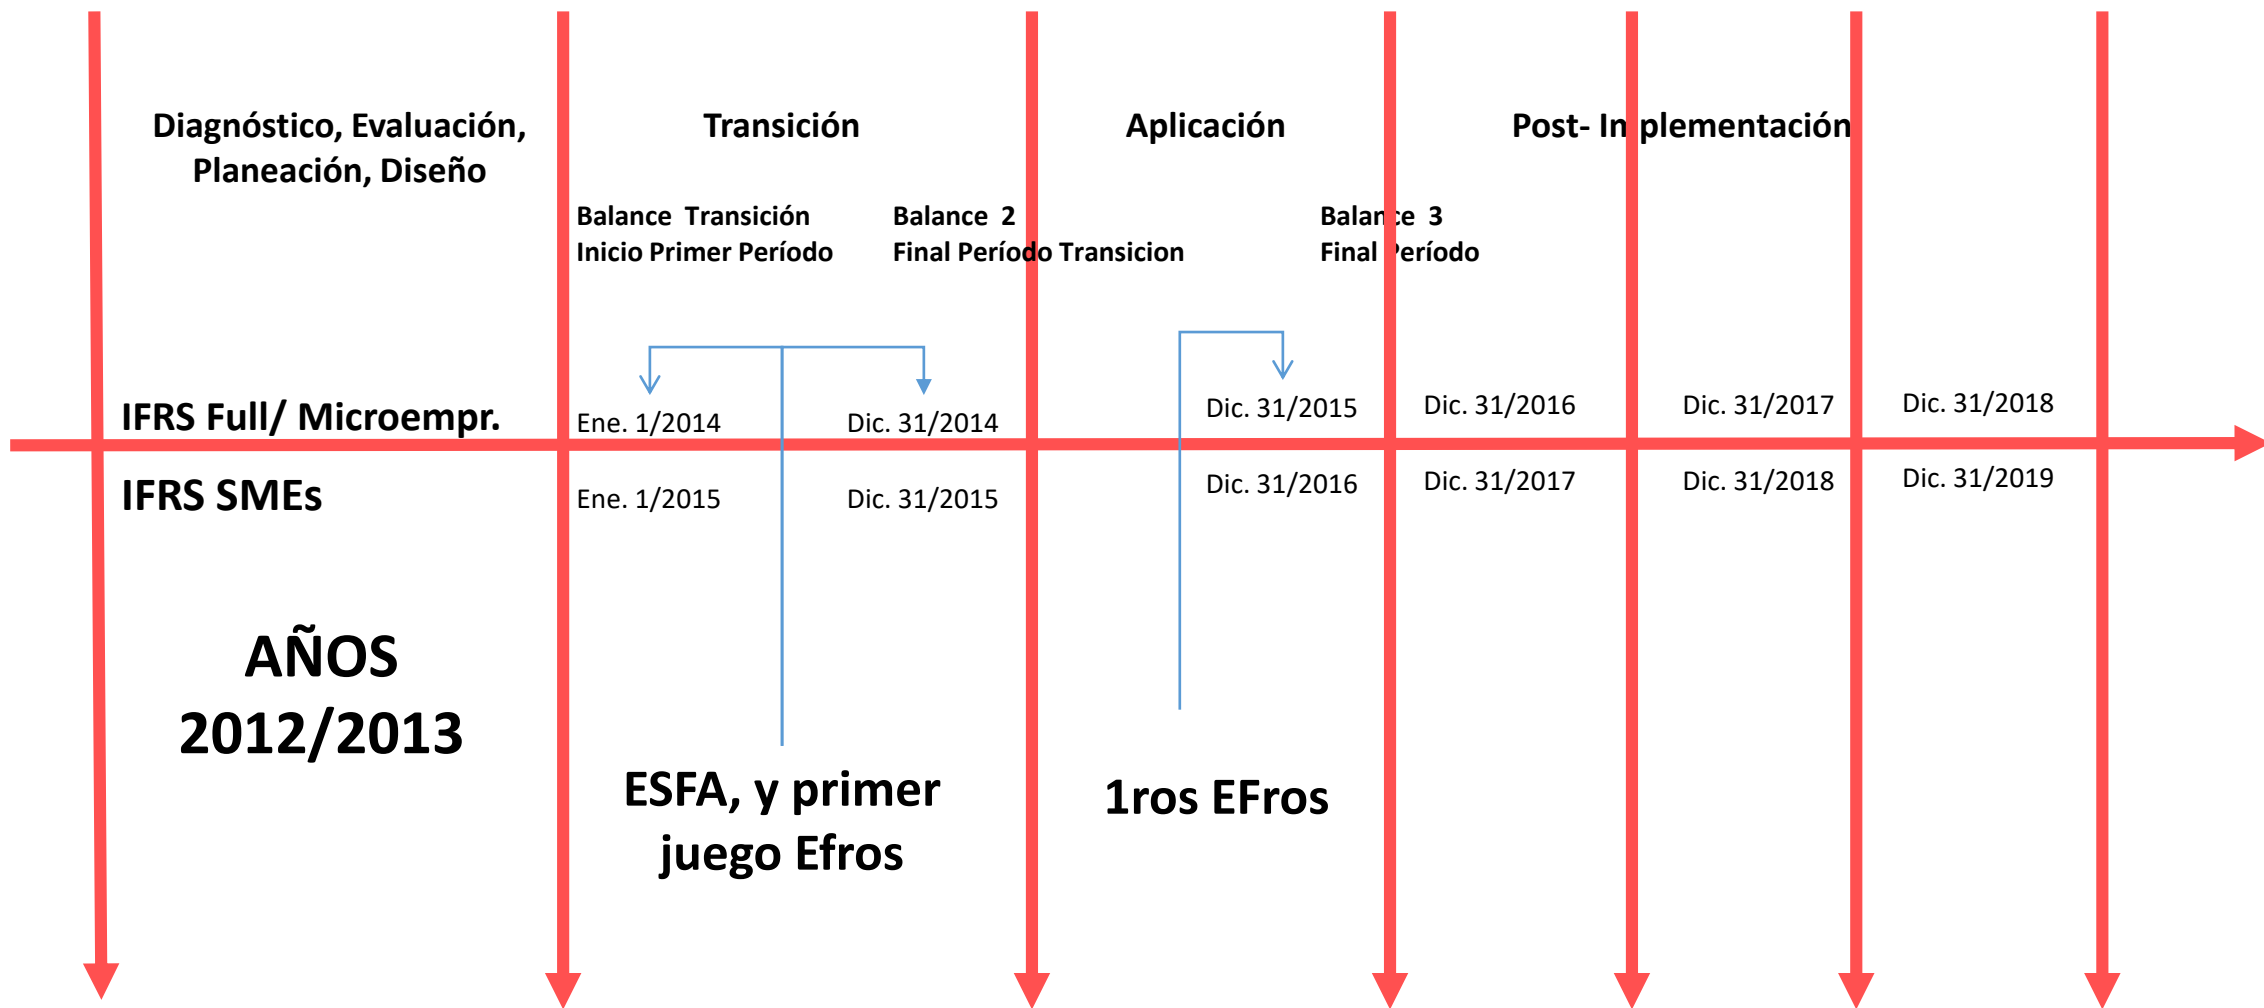 Diagnóstico, Evaluación,
Planeación, Diseño
Transición
Aplicación
Post- Implementación
Balance Transición
Inicio Primer Período
Balance 2
Final Período Transicion
Balance 3
Final Período
IFRS Full/ Microempr.
Ene. 1/2014
Dic. 31/2014
Dic. 31/2015
Dic. 31/2016
Dic. 31/2017
Dic. 31/2018
IFRS SMEs
Ene. 1/2015
Dic. 31/2015
Dic. 31/2016
Dic. 31/2017
Dic. 31/2018
Dic. 31/2019
AÑOS
2012/2013
ESFA, y primer
juego Efros
1ros EFros